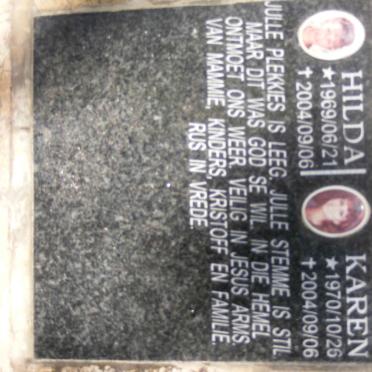 HILDA
★1969/06/21
✝2004/09/06
KAREN
★1970/10/26
✝2004/09/06
JULLE PLEKKIES IS LEEG, JULLE STEMME IS STIL
MAAR DIT WAS GOD SE WIL. IN DIE HEMEL
ONTMOET ONS WEER VEILIG IN JESUS ARMS.
VAN MAMMIE, KINDERS, KRISTOFF EN FAMILIE.
RUS IN VREDE.